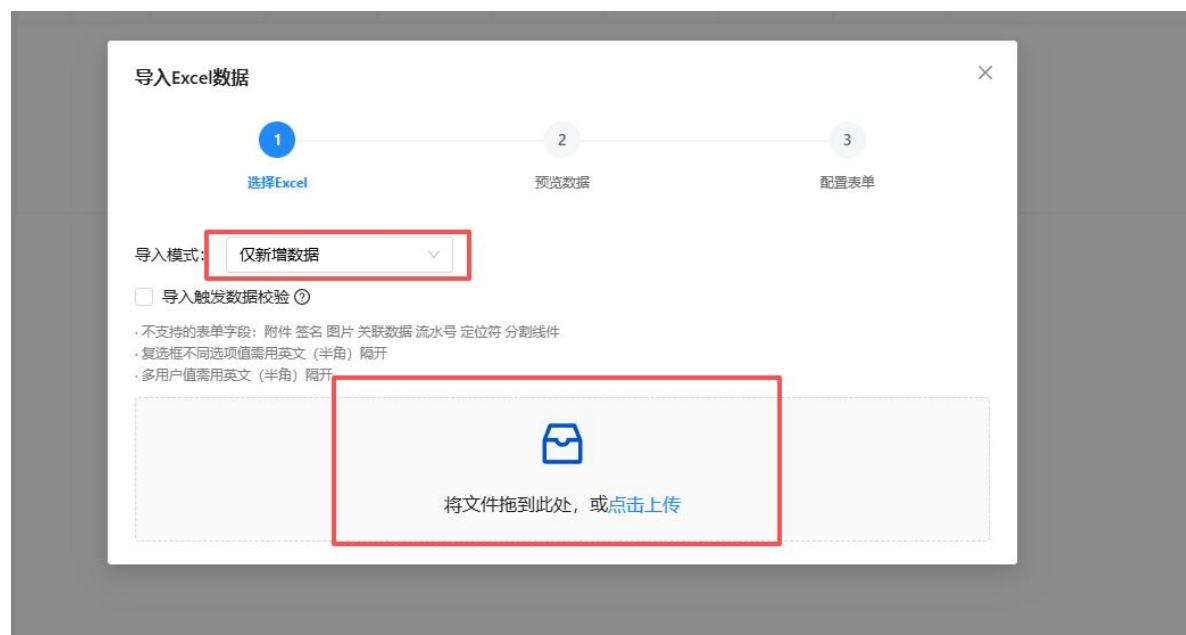 导入Excel数据
1
2
3
选择Excel
预览数据
配置表单
导入模式：
仅新增数据
导入触发数据校验
· 不支持的表单字段：附件 签名 图片 关联数据 流水号 定位符 分割线件
· 复选框不同选项值需用英文（半角）隔开
· 多用户值需用英文（半角）隔开
将文件拖到此处，或点击上传